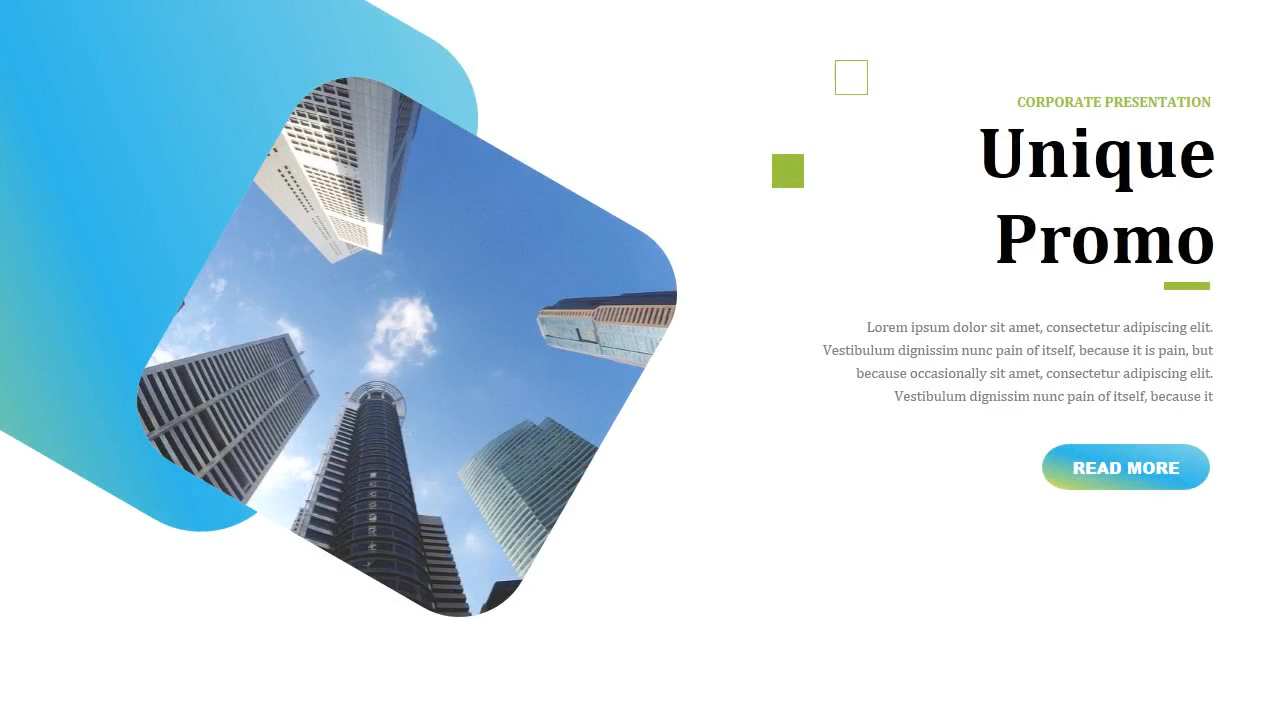 CORPORATE PRESENTATION
Unique
Promo
Lorem ipsum dolor sit amet, consectetur adipiscing elit.
Vestibulum dignissim nunc pain of itself, because it is pain, but
because occasionally sit amet, consectetur adipiscing elit.
Vestibulum dignissim nunc pain of itself, because it
READ MORE